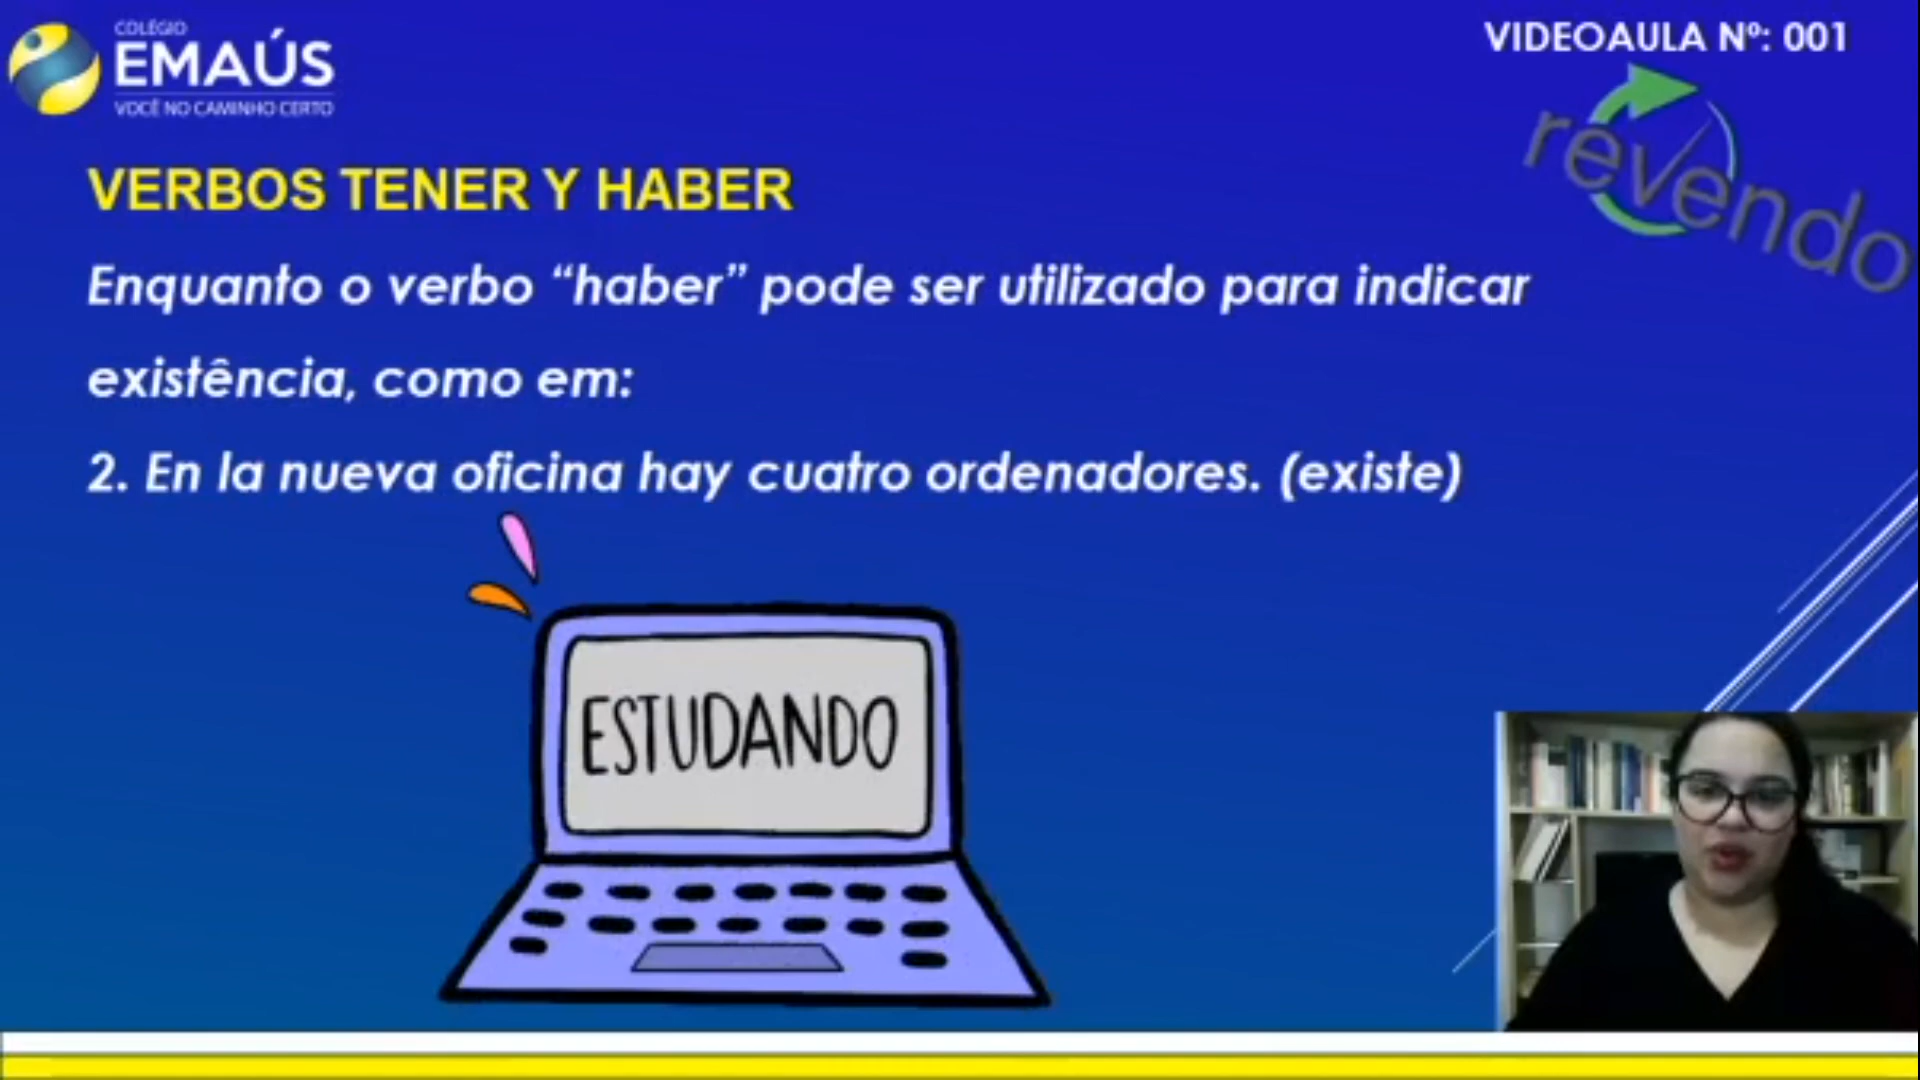 COLÉGIO
EMAÚS
VOCÊ NO CAMINHO CERTO
VIDEOAULA Nº: 001
revendo
VERBOS TENER Y HABER
Enquanto o verbo “haber” pode ser utilizado para indicar
existência, como em:
2. En la nueva oficina hay cuatro ordenadores. (existe)
ESTUDANDO